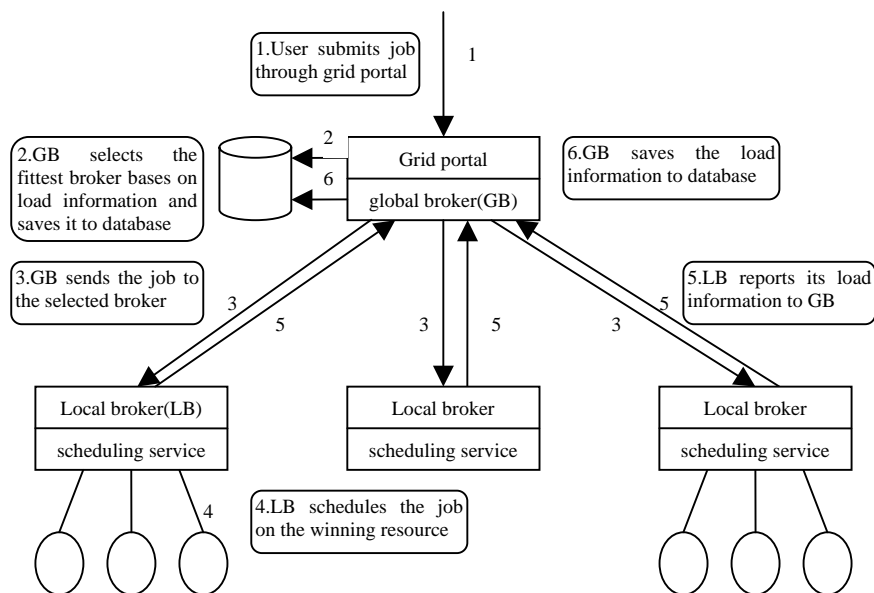 1.User submits job
through grid portal
1
2.GB selects the
fittest broker bases on
load information and
saves it to database
2
6
Grid portal
global broker(GB)
6.GB saves the load
information to database
3.GB sends the job to
the selected broker
3
5
3
5
3
5
5.LB reports its load
information to GB
Local broker(LB)
scheduling service
Local broker
scheduling service
Local broker
scheduling service
4
4.LB schedules the job
on the winning resource